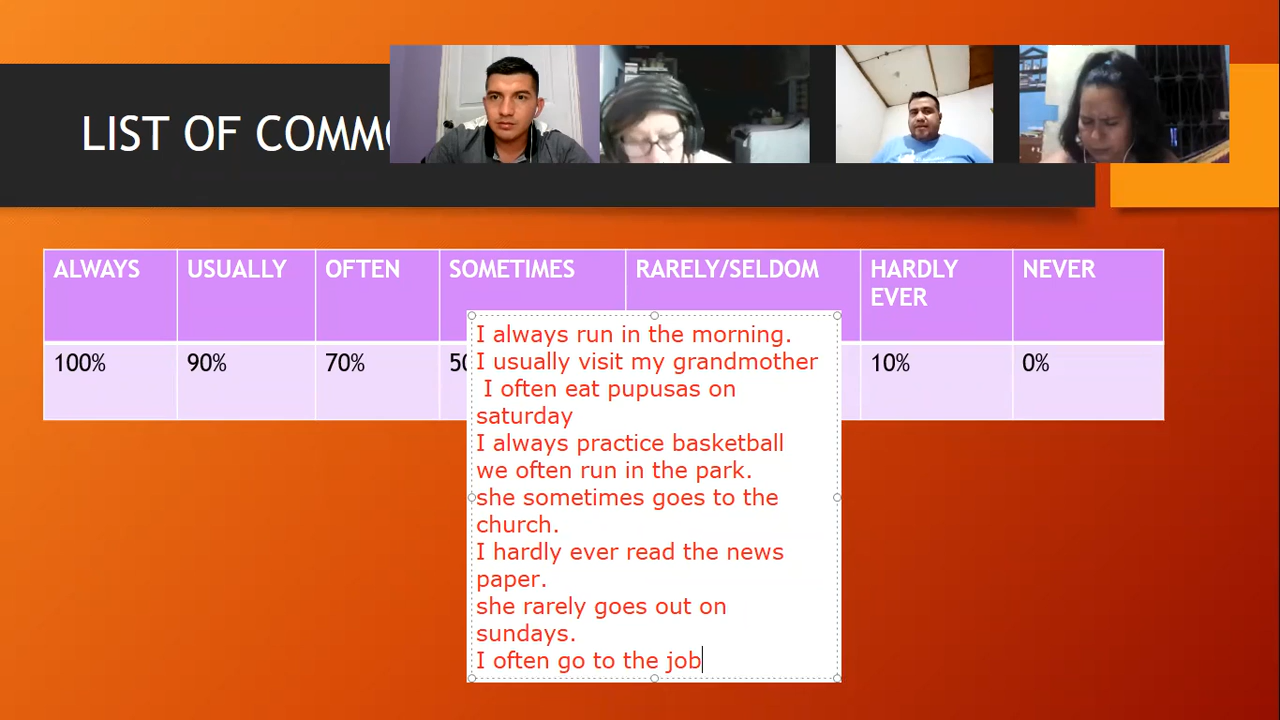 LIST OF COMM
ALWAYS USUALLY OFTEN SOMETIMES RARELY/SELDOM HARDLY EVER NEVER
100% 90% 70% 10% 0%
I always run in the morning.
I usually visit my grandmother
I often eat pupusas on
saturday
I always practice basketball
we often run in the park.
she sometimes goes to the
church.
I hardly ever read the news
paper.
she rarely goes out on
sundays.
I often go to the job